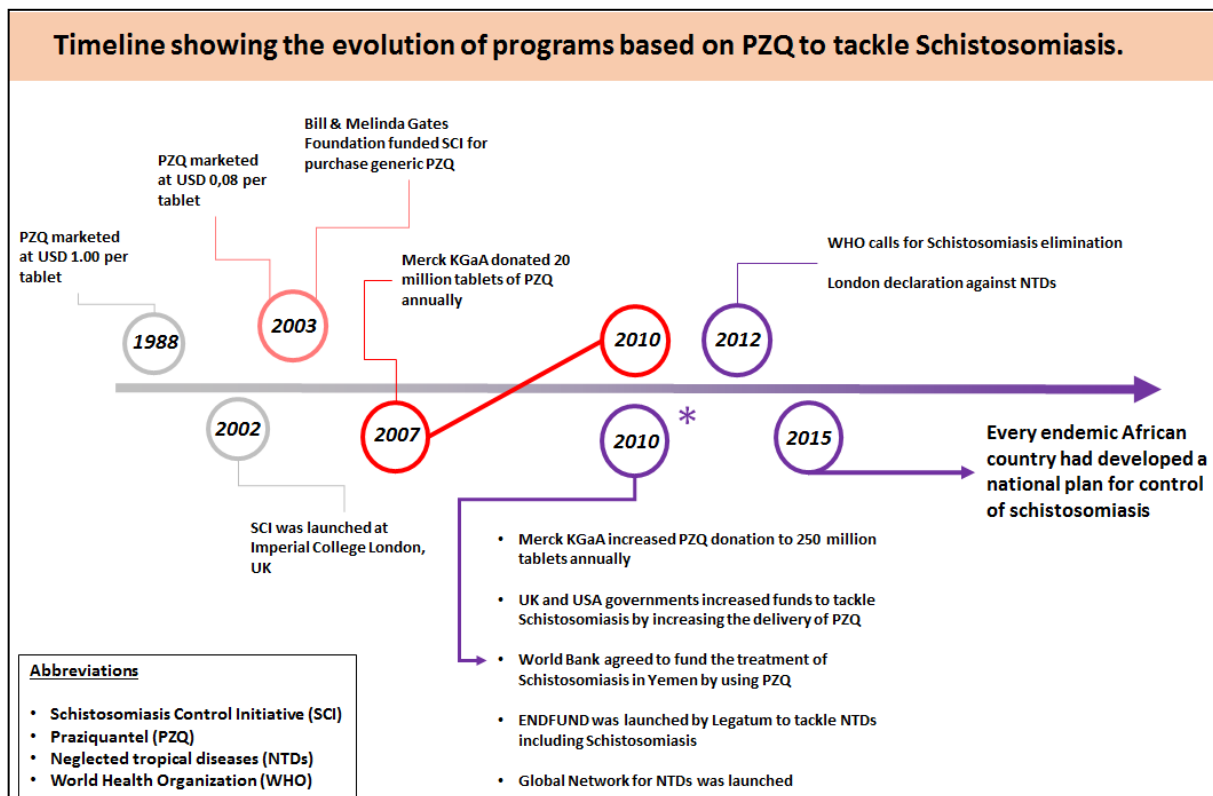 Timeline showing the evolution of programs based on PZQ to tackle Schistosomiasis.
PZQ marketed
at USD 1.00 per
tablet
1988
PZQ marketed
at USD 0,08 per
tablet
Bill & Melinda Gates
Foundation funded SCI for
purchase generic PZQ
2003
Merck KGaA donated 20
million tablets of PZQ
annually
2010
WHO calls for Schistosomiasis elimination
London declaration against NTDs
2012
2002
SCI was launched at
Imperial College London,
UK
2007
2010
*
2015
Every endemic African
country had developed a
national plan for control
of schistosomiasis
• Merck KGaA increased PZQ donation to 250 million
tablets annually
• UK and USA governments increased funds to tackle
Schistosomiasis by increasing the delivery of PZQ
• World Bank agreed to fund the treatment of
Schistosomiasis in Yemen by using PZQ
• ENDFUND was launched by Legatum to tackle NTDs
including Schistosomiasis
• Global Network for NTDs was launched
Abbreviations
• Schistosomiasis Control Initiative (SCI)
• Praziquantel (PZQ)
• Neglected tropical diseases (NTDs)
• World Health Organization (WHO)